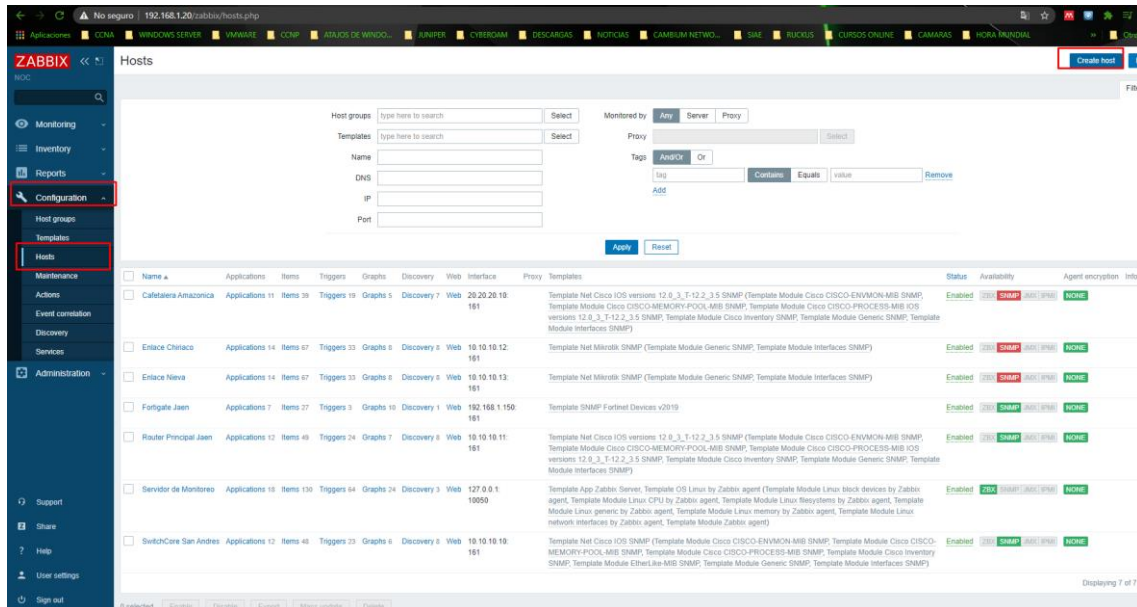 No seguro | 192.168.1.20/zabbix/hosts.php
Aplicaciones CCNA WINDOWS SERVER VMWARE CCNP ATAJOS DE WINDO... JUNIPER CYBERDAM DESCARGAS NOTICIAS CAMBIUM NETWO... SIAE RUCKUS CURSOS ONLINE CAMARAS HORA MUNDIAL »
ZABBIX
NOC
Hosts
Create host
Monitoring
Inventory
Reports
Configuration
Host groups
Templates
Hosts
Maintenance
Actions
Event correlation
Discovery
Services
Administration
Support
Share
Help
User settings
Sign out
Host groups type here to search Select
Templates type here to search Select
Name
DNS
IP
Port
Monitored by Any Server Proxy
Proxy Select
Tags And/Or Or
tag Contains Equals value Remove
Add
Apply Reset
Name Applications Items Triggers Graphs Discovery Web Interface Proxy Templates Status Availability Agent encryption
Cafetalera Amazonica Applications 11 Items 39 Triggers 19 Graphs 5 Discovery 7 Web 20.20.20.10: Template Net Cisco IOS versions 12.0_3_T-12.2_3.5 SNMP (Template Module Cisco CISCO-ENVMON-MIB SNMP, Enabled ZBX SNMP JMX IPMI NONE
161 Template Module Cisco CISCO-MEMORY-POOL-MIB SNMP, Template Module Cisco CISCO-PROCESS-MIB IOS
versions 12.0_3_T-12.2_3.5 SNMP, Template Module Cisco Inventory SNMP, Template Module Generic SNMP, Template
Module Interfaces SNMP)
Enlace Chiriaco Applications 14 Items 67 Triggers 33 Graphs 8 Discovery 8 Web 10.10.10.12: Template Net Mikrotik SNMP (Template Module Generic SNMP, Template Module Interfaces SNMP) Enabled ZBX SNMP JMX IPMI NONE
161
Enlace Nieva Applications 14 Items 67 Triggers 33 Graphs 8 Discovery 8 Web 10.10.10.13: Template Net Mikrotik SNMP (Template Module Generic SNMP, Template Module Interfaces SNMP) Enabled ZBX SNMP JMX IPMI NONE
161
Fortigate Jaen Applications 7 Items 27 Triggers 3 Graphs 10 Discovery 1 Web 192.168.1.150: Template SNMP Fortinet Devices v2019 Enabled ZBX SNMP JMX IPMI NONE
161
Router Principal Jaen Applications 12 Items 49 Triggers 24 Graphs 7 Discovery 8 Web 10.10.10.11: Template Net Cisco IOS versions 12.0_3_T-12.2_3.5 SNMP (Template Module Cisco CISCO-ENVMON-MIB SNMP, Enabled ZBX SNMP JMX IPMI NONE
161 Template Module Cisco CISCO-MEMORY-POOL-MIB SNMP, Template Module Cisco CISCO-PROCESS-MIB IOS
versions 12.0_3_T-12.2_3.5 SNMP, Template Module Cisco Inventory SNMP, Template Module Generic SNMP, Template
Module Interfaces SNMP)
Servidor de Monitoreo Applications 18 Items 130 Triggers 64 Graphs 24 Discovery 3 Web 127.0.0.1: Template App Zabbix Server, Template OS Linux by Zabbix agent (Template Module Linux block devices by Zabbix Enabled ZBX SNMP JMX IPMI NONE
10050 agent, Template Module Linux CPU by Zabbix agent, Template Module Linux filesystems by Zabbix agent, Template
Module Linux generic by Zabbix agent, Template Module Linux memory by Zabbix agent, Template Module Linux
network interfaces by Zabbix agent, Template Module Zabbix agent)
SwitchCore San Andres Applications 12 Items 48 Triggers 23 Graphs 6 Discovery 8 Web 10.10.10.10: Template Net Cisco IOS SNMP (Template Module Cisco CISCO-ENVMON-MIB SNMP, Template Module Cisco CISCO- Enabled ZBX SNMP JMX IPMI NONE
161 MEMORY-POOL-MIB SNMP, Template Module Cisco CISCO-PROCESS-MIB SNMP, Template Module Cisco Inventory
SNMP, Template Module EtherLike-MIB SNMP, Template Module Generic SNMP, Template Module Interfaces SNMP)
Displaying 7 of 7
0 selected Enable Disable Export Mass update Delete